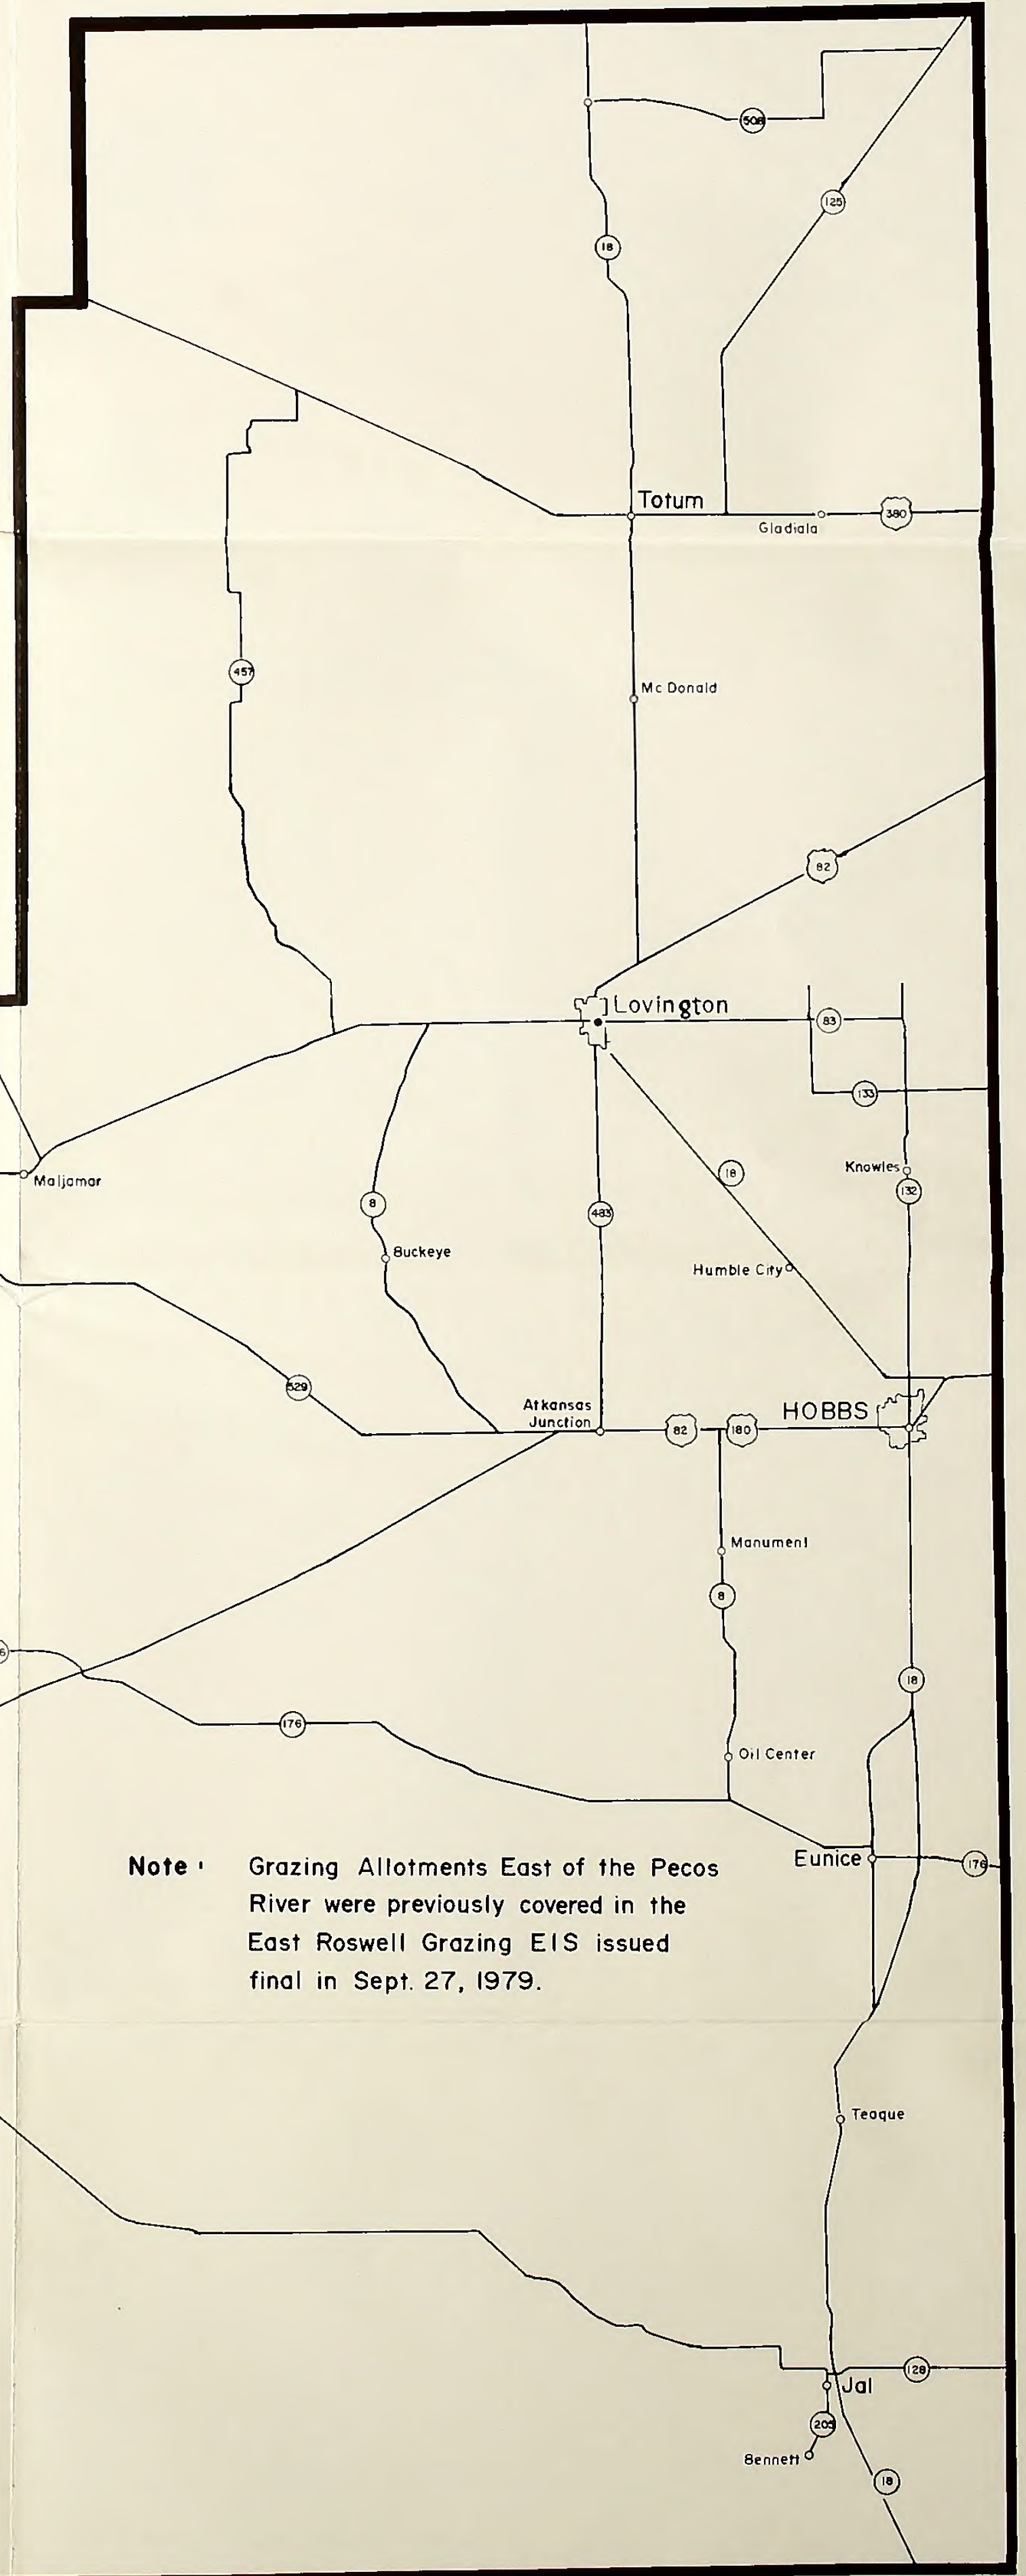 508
125
18
Totum
380
Gladiala
457
Mc Donald
82
Lovington
83
133
Maljamar
Knowles
18
132
8
483
Buckeye
Humble City
529
Arkansas
Junction
HOBBS
82
180
Manument
8
6
18
176
Oil Center
Eunice
176
Note : Grazing Allotments East of the Pecos
River were previously covered in the
East Roswell Grazing EIS issued
final in Sept. 27, 1979.
Teaque
128
Jal
205
Bennett
18